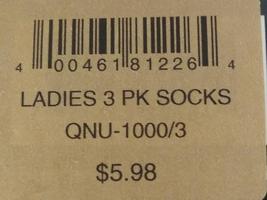 4 00461 81226 4
LADIES 3 PK SOCKS
QNU-1000/3
$5.98